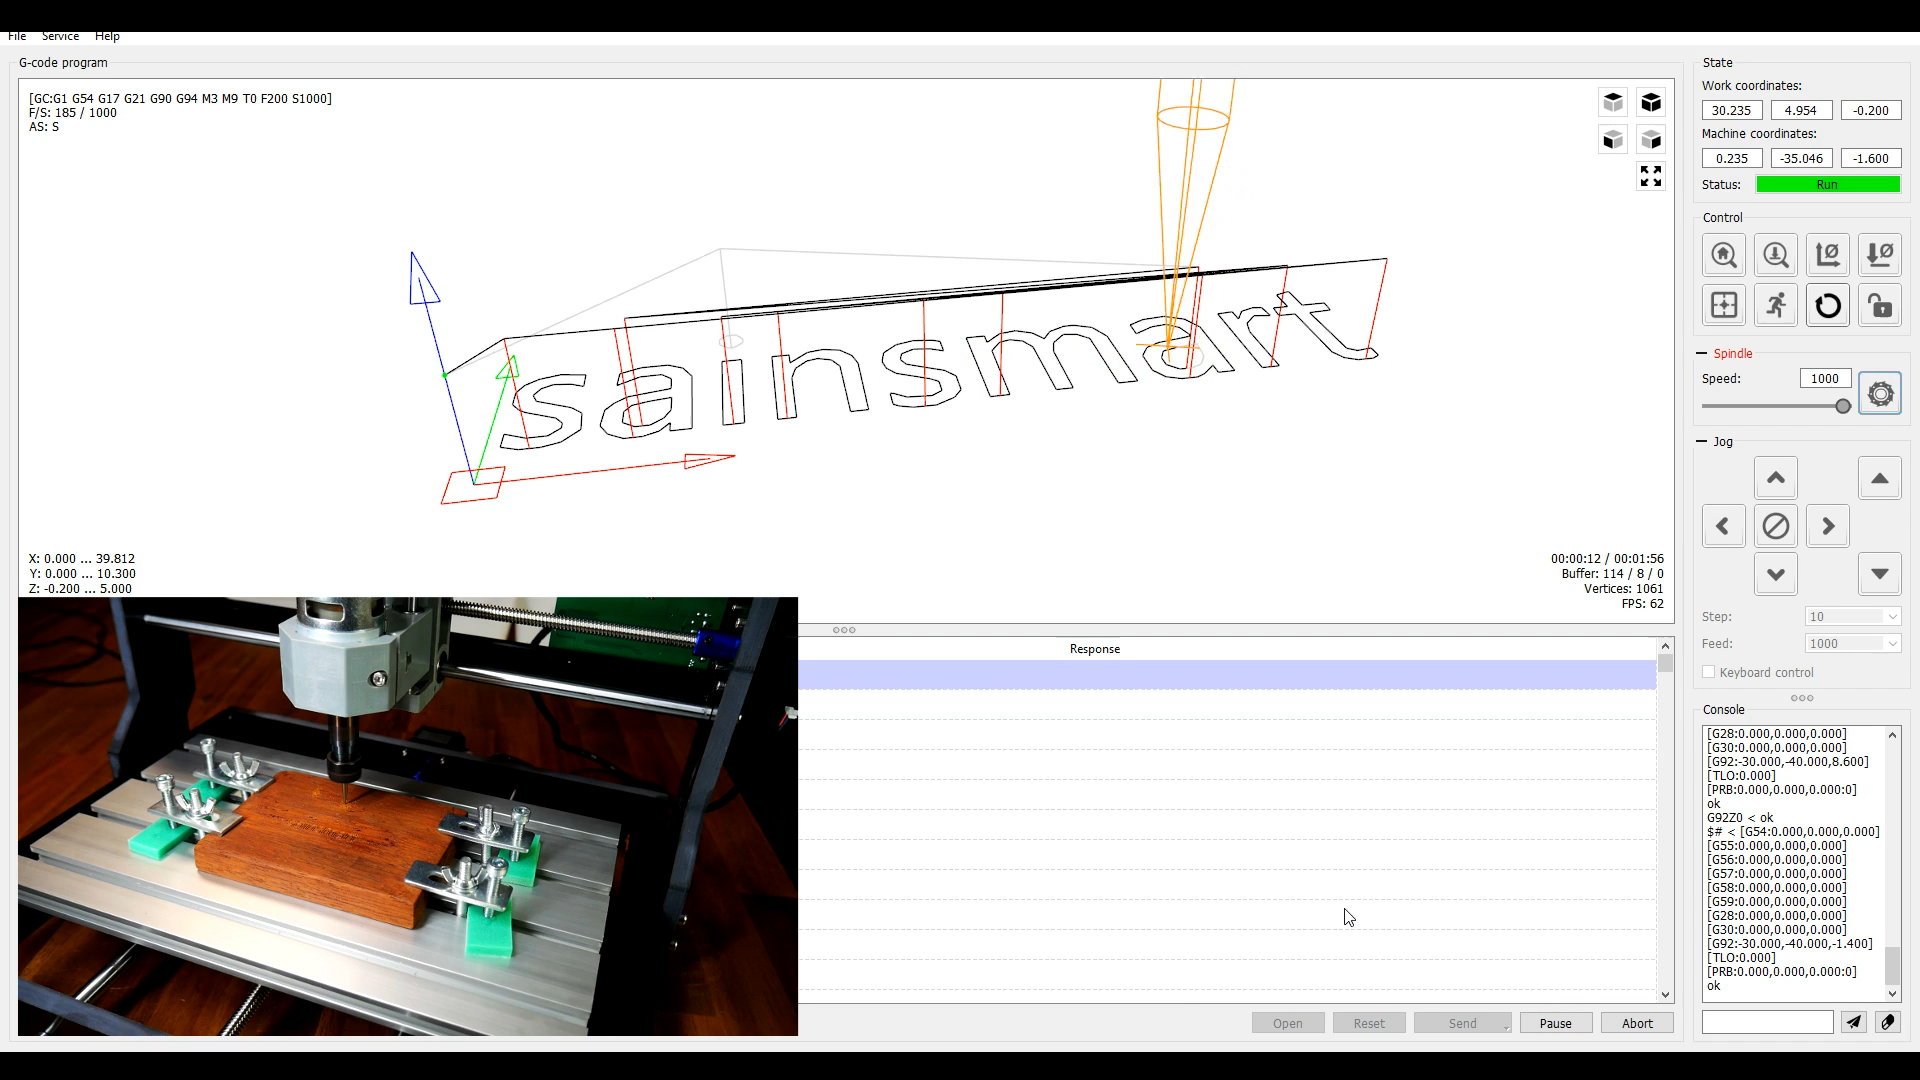 File Service Help
G-code program
[GC:G1 G54 G17 G21 G90 G94 M3 M9 T0 F200 S1000]
F/S: 185 / 1000
AS: S
sainsmart
X: 0.000 ... 39.812
Y: 0.000 ... 10.300
Z: -0.200 ... 5.000
00:00:12 / 00:01:56
Buffer: 114 / 8 / 0
Vertices: 1061
FPS: 62
Response
Open Reset Send Pause Abort
State
Work coordinates:
30.235 4.954 -0.200
Machine coordinates:
0.235 -35.046 -1.600
Status: Run
Control
Spindle
Speed: 1000
Jog
Step: 10
Feed: 1000
Keyboard control
Console
[G28:0.000,0.000,0.000]
[G30:0.000,0.000,0.000]
[G92:-30.000,-40.000,8.600]
[TLO:0.000]
[PRB:0.000,0.000,0.000:0]
ok
G92Z0 < ok
$# < [G54:0.000,0.000,0.000]
[G55:0.000,0.000,0.000]
[G56:0.000,0.000,0.000]
[G57:0.000,0.000,0.000]
[G58:0.000,0.000,0.000]
[G59:0.000,0.000,0.000]
[G28:0.000,0.000,0.000]
[G30:0.000,0.000,0.000]
[G92:-30.000,-40.000,-1.400]
[TLO:0.000]
[PRB:0.000,0.000,0.000:0]
ok